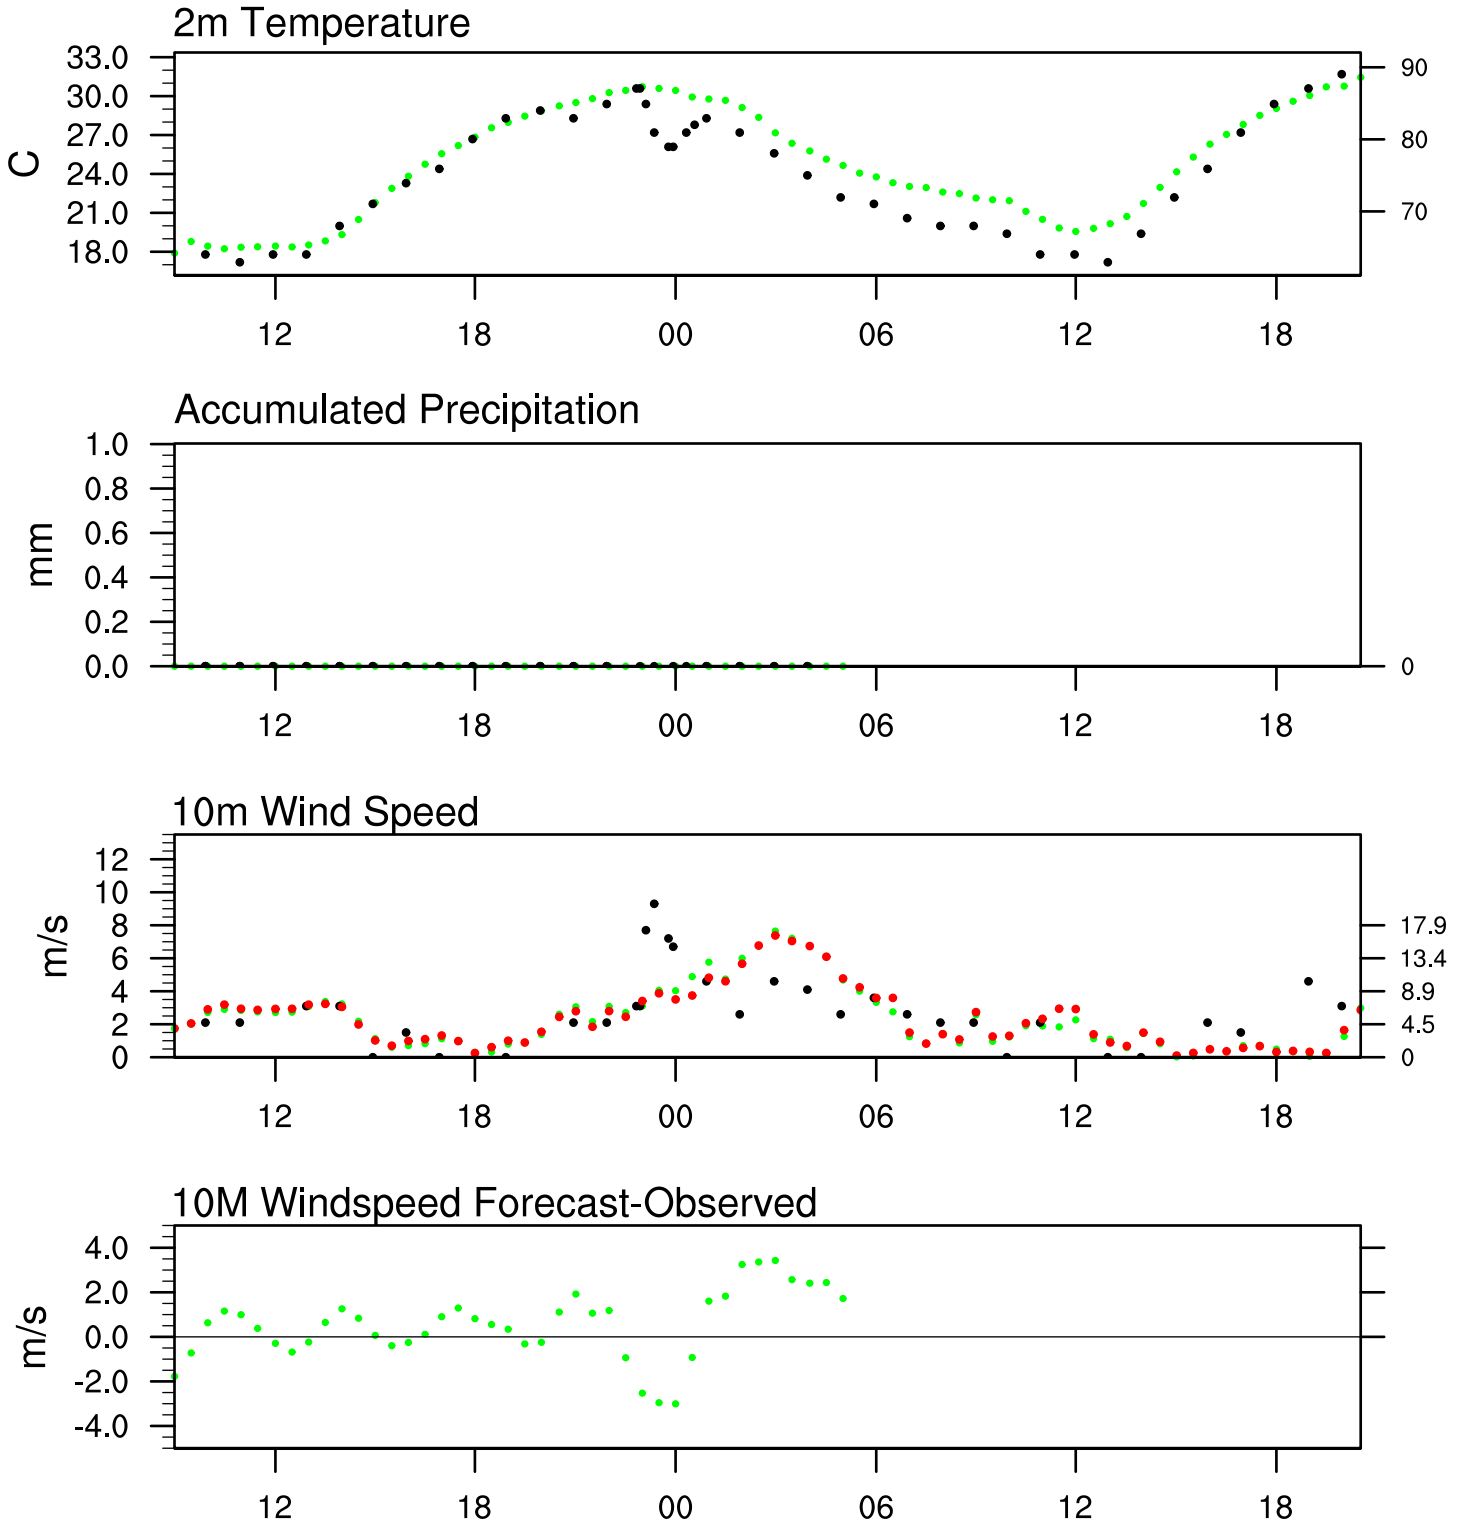 2m Temperature
33.0
30.0
27.0
24.0
21.0
18.0
C
90
80
70
12 18 00 06 12 18
Accumulated Precipitation
1.0
0.8
0.6
0.4
0.2
0.0
mm
0
12 18 00 06 12 18
10m Wind Speed
12
10
8
6
4
2
0
m/s
17.9
13.4
8.9
4.5
0
12 18 00 06 12 18
10M Windspeed Forecast-Observed
4.0
2.0
0.0
-2.0
-4.0
m/s
12 18 00 06 12 18